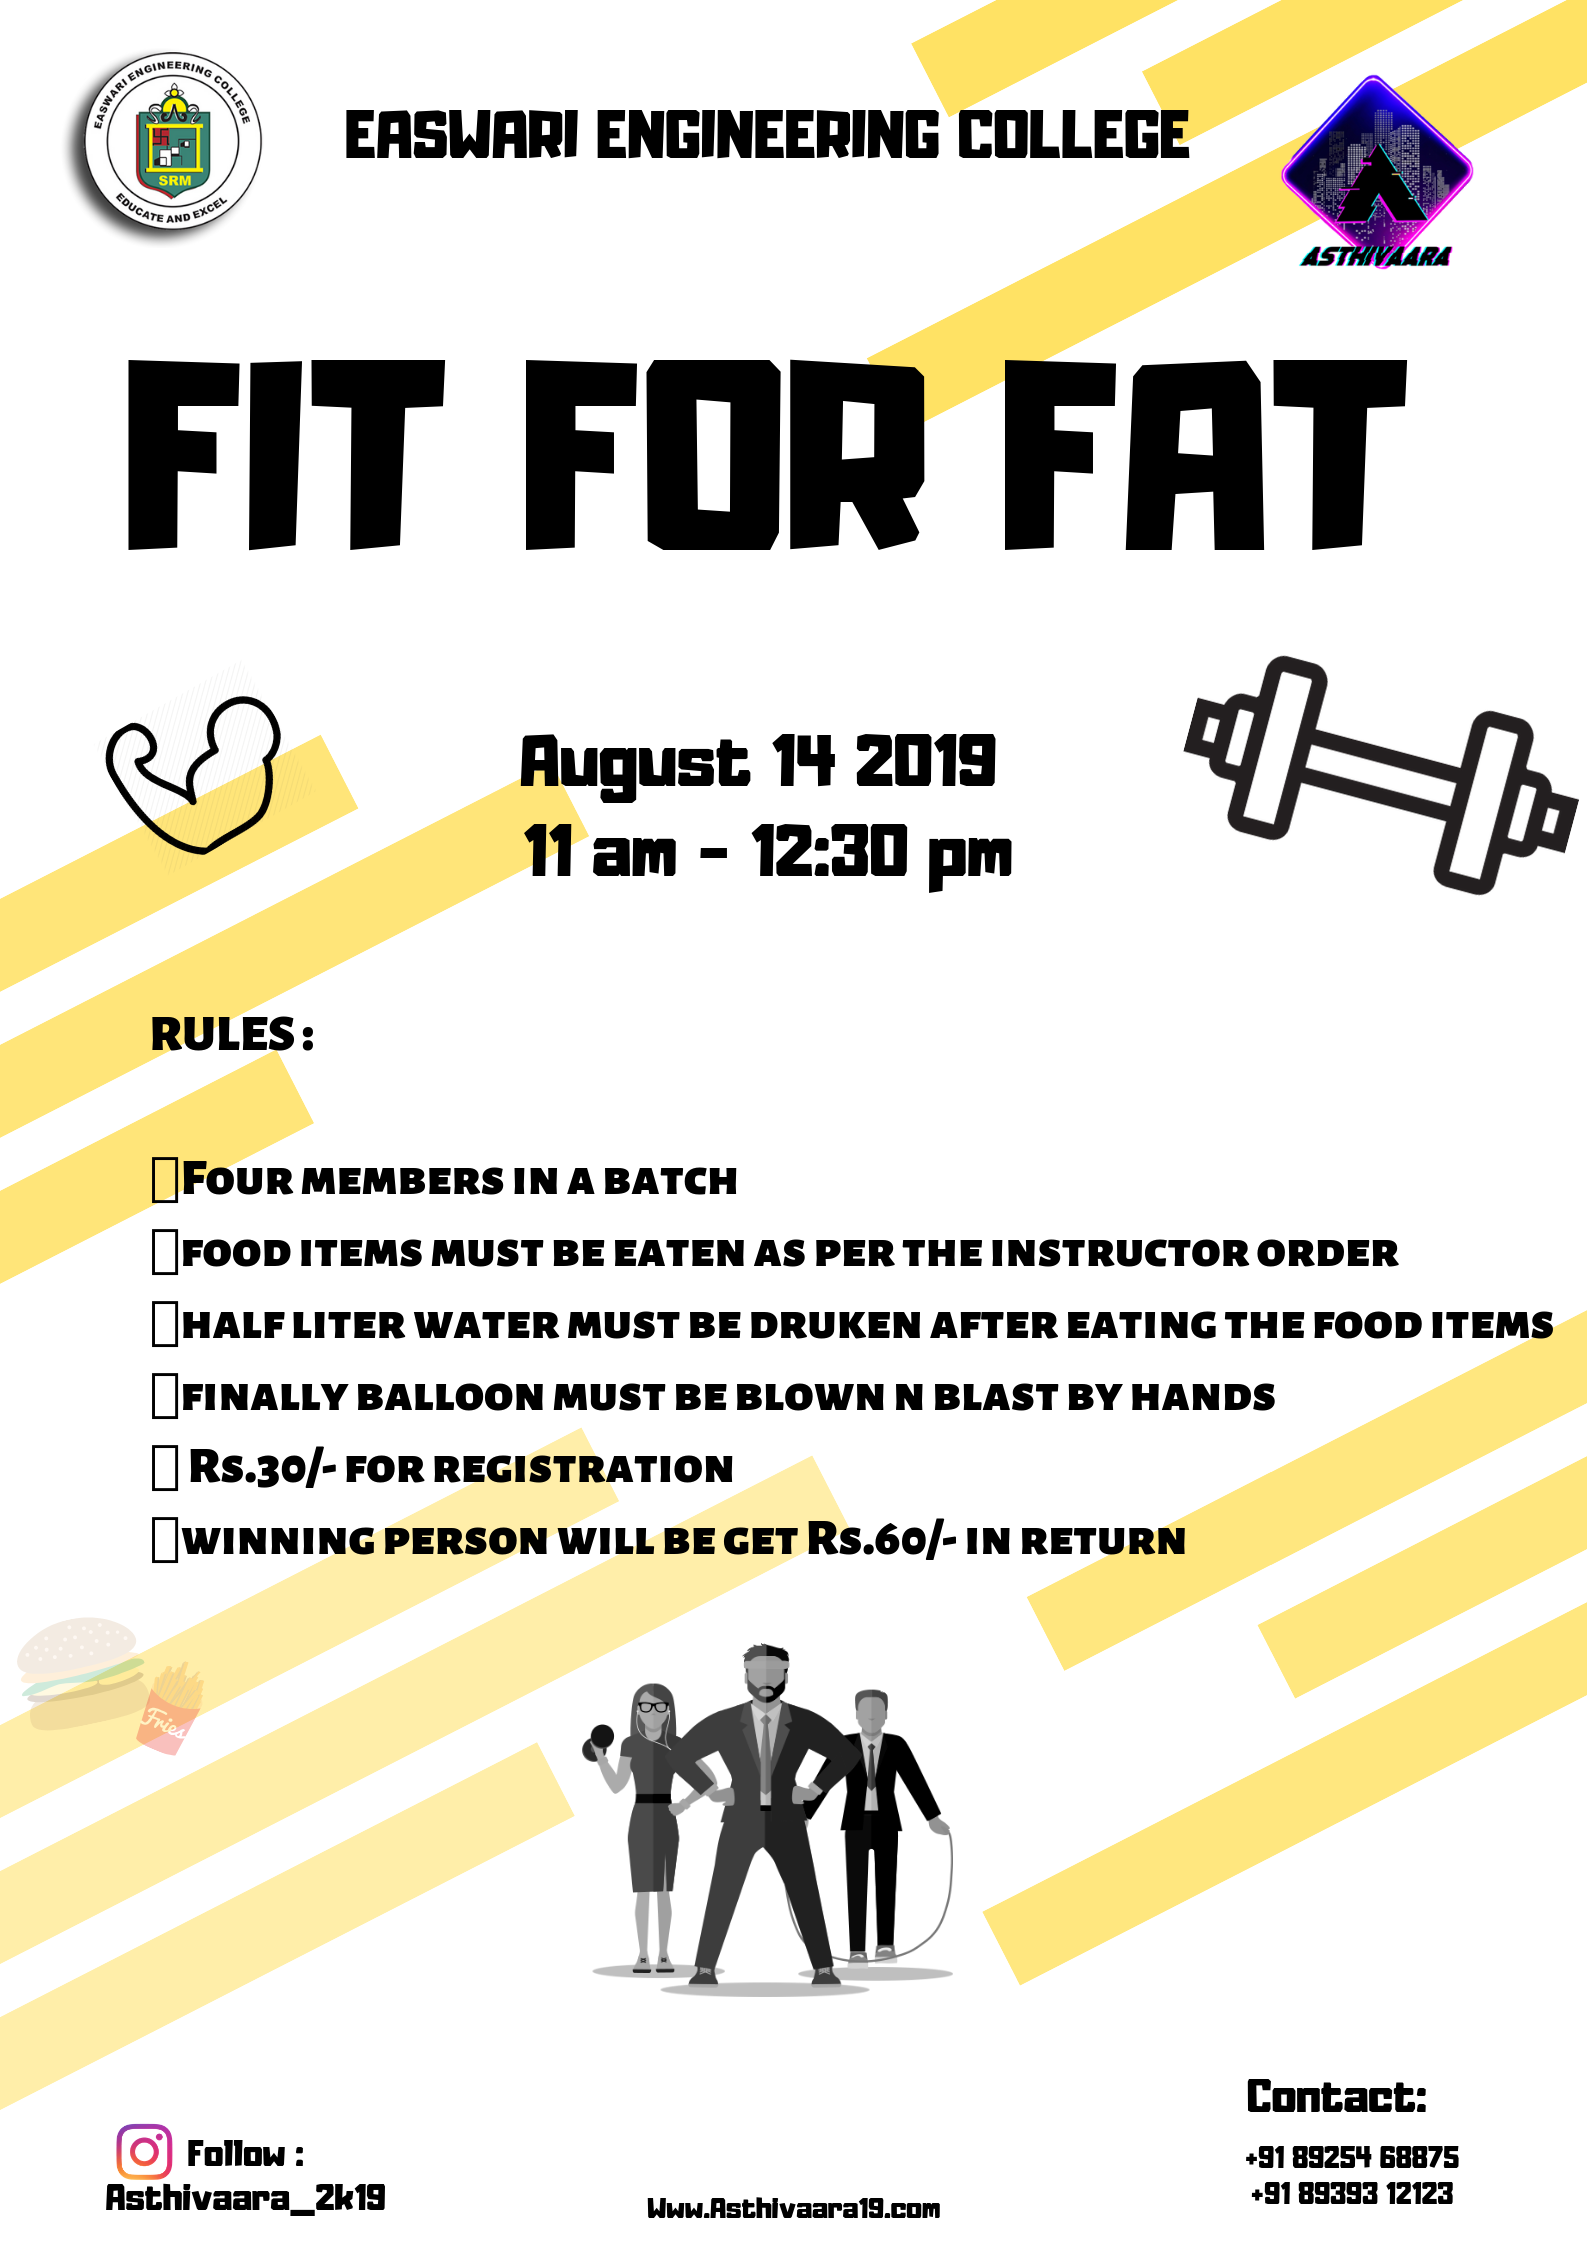 EASWARI ENGINEERING COLLEGE
SRM
EDUCATE AND EXCEL
EASWARI ENGINEERING COLLEGE
ASTHIVAARA
FIT FOR FAT
August 14 2019
11 am - 12:30 pm
RULES :
Four members in a batch
food items must be eaten as per the instructor order
half liter water must be druken after eating the food items
finally balloon must be blown n blast by hands
Rs.30/- for registration
winning person will be get Rs.60/- in return
Fries
Contact:
+91 89254 68875
+91 89393 12123
Follow :
Asthivaara_2k19
Www.Asthivaara19.com